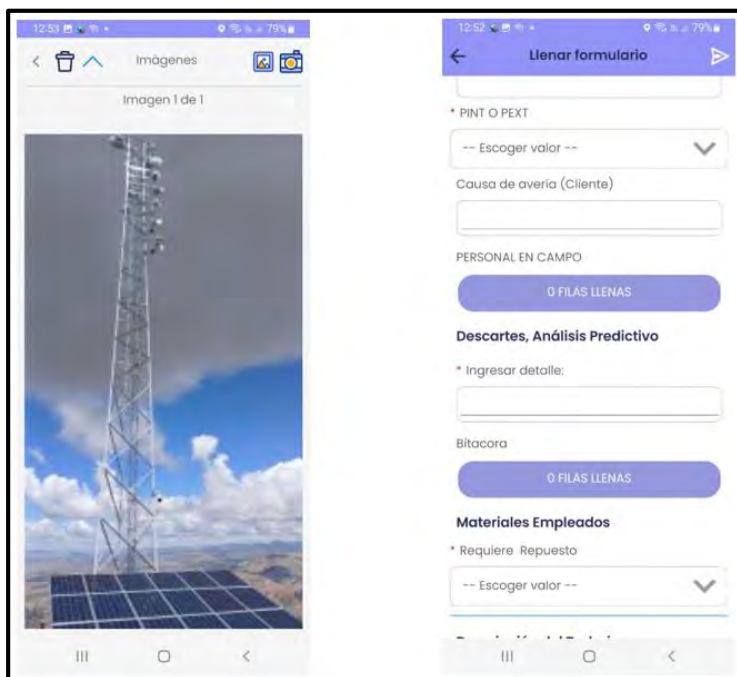 12:53
79%
Imágenes
Imagen 1 de 1
12:52
79%
Llenar formulario
* PINT O PEXT
-- Escoger valor --
Causa de avería (Cliente)
PERSONAL EN CAMPO
0 FILAS LLENAS
Descartes, Análisis Predictivo
* Ingresar detalle:
Bitacora
0 FILAS LLENAS
Materiales Empleados
* Requiere Repuesto
-- Escoger valor --